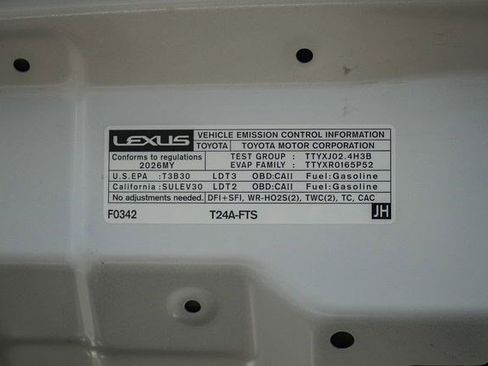 LEXUS VEHICLE EMISSION CONTROL INFORMATION
TOYOTA TOYOTA MOTOR CORPORATION
Conforms to regulations TEST GROUP : TTYXJ02.4H3B
2026MY EVAP FAMILY : TTYXR0165P52
U.S.EPA :T3B30 LDT3 OBD:CAII Fuel:Gasoline
California:SULEV30 LDT2 OBD:CAII Fuel:Gasoline
No adjustments needed. DFI+SFI, WR-HO2S(2), TWC(2), TC, CAC
F0342 T24A-FTS JH